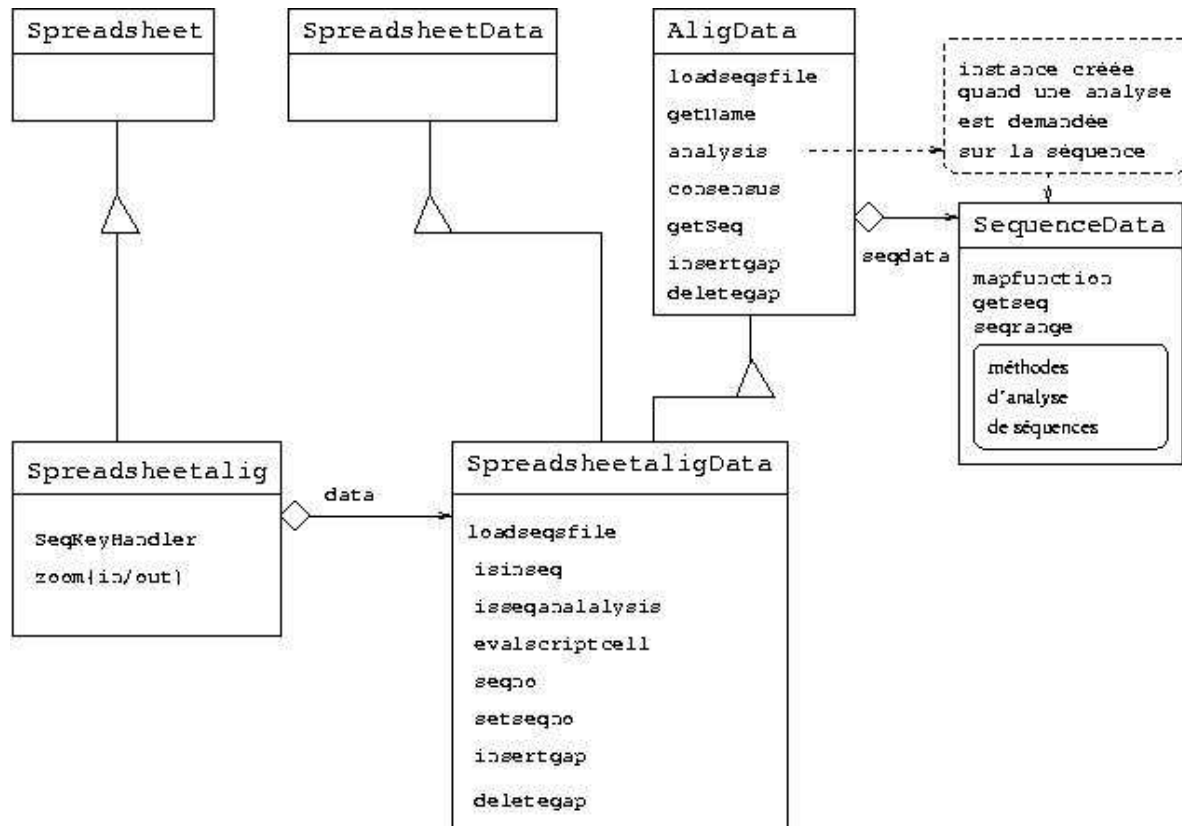 Spreadsheet
SpreadsheetData
AligData
loadseqsfile
getName
analysis
consensus
getSeq
insertgap
deletegap
instance créée
quand une analyse
est demandée
sur la séquence
seqdata
SequenceData
mapfunction
getseq
seqrange
méthodes
d'analyse
de séquences
Spreadsheetalig
SeqKeyHandler
zoom(in/out)
data
SpreadsheetaligData
loadseqsfile
isinseq
isseqanalalysis
evalscriptcell
seqno
setseqno
insertgap
deletegap